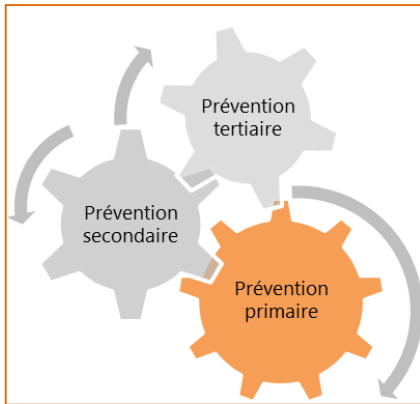 Prévention
tertiaire
Prévention
secondaire
Prévention
primaire